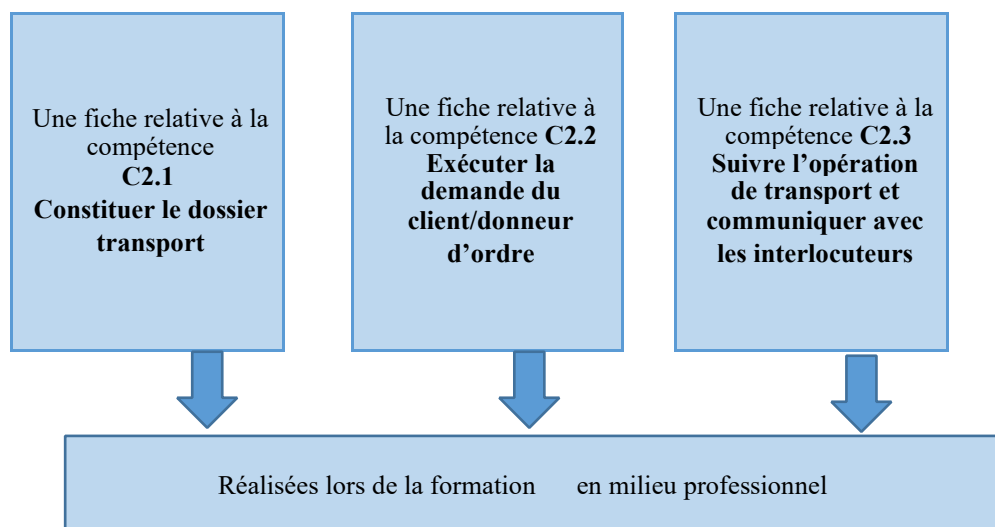 Une fiche relative à la
compétence
C2.1
Constituer le dossier
transport
Une fiche relative à
la compétence C2.2
Exécuter la
demande du
client/donneur
d’ordre
Une fiche relative à la
compétence C2.3
Suivre l’opération
de transport et
communiquer avec
les interlocuteurs
Réalisées lors de la formation en milieu professionnel